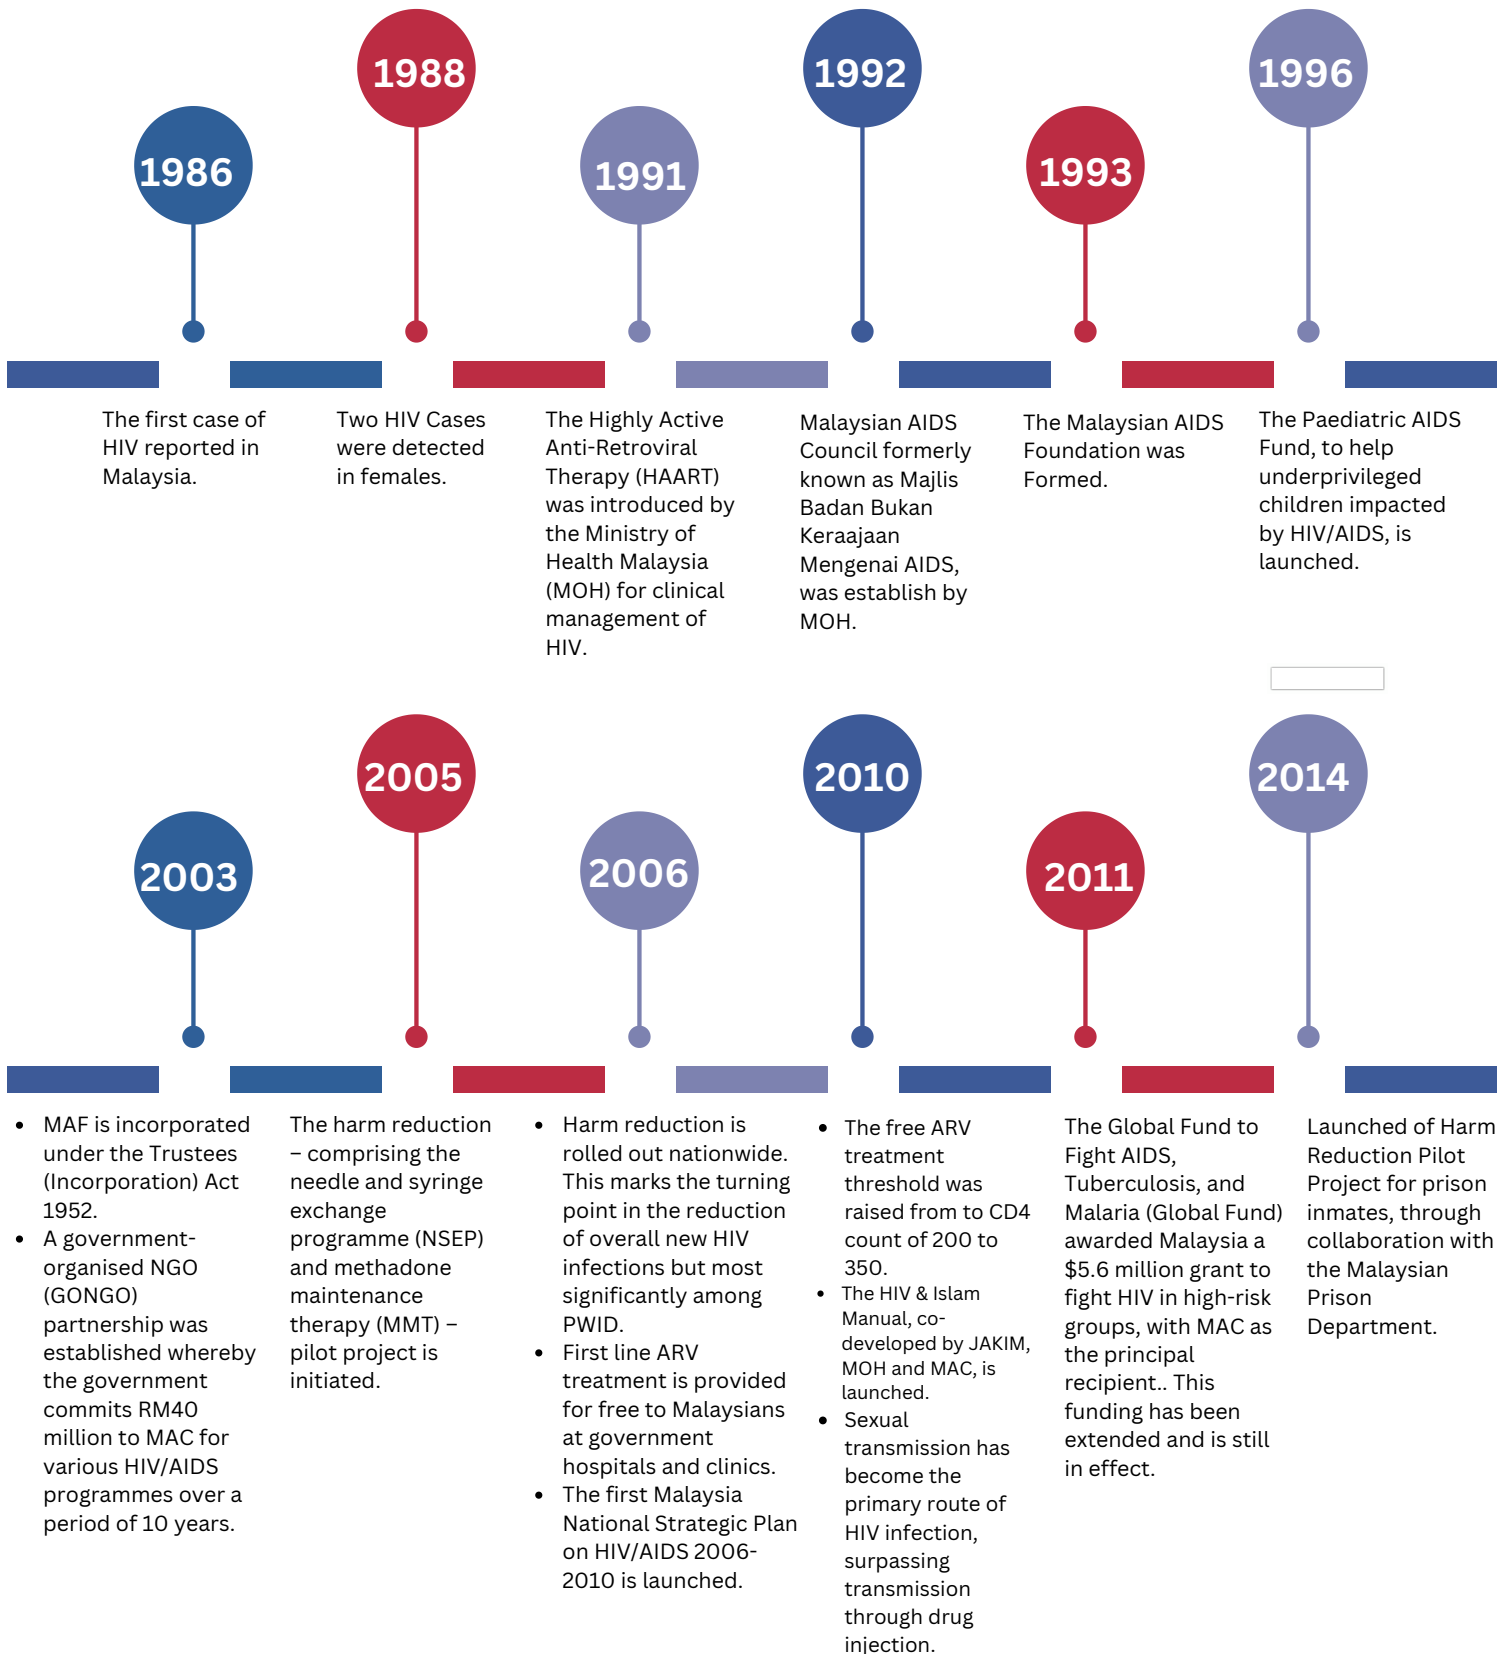 1986
1988
1991
1992
1993
1996
The first case of
HIV reported in
Malaysia.
Two HIV Cases
were detected
in females.
The Highly Active
Anti-Retroviral
Therapy (HAART)
was introduced by
the Ministry of
Health Malaysia
(MOH) for clinical
management of
HIV.
Malaysian AIDS
Council formerly
known as Majlis
Badan Bukan
Keraajaan
Mengenai AIDS,
was establish by
MOH.
The Malaysian AIDS
Foundation was
Formed.
The Paediatric AIDS
Fund, to help
underprivileged
children impacted
by HIV/AIDS, is
launched.
2003
2005
2006
2010
2011
2014
• MAF is incorporated
under the Trustees
(Incorporation) Act
1952.
• A government-
organised NGO
(GONGO)
partnership was
established whereby
the government
commits RM40
million to MAC for
various HIV/AIDS
programmes over a
period of 10 years.
The harm reduction
– comprising the
needle and syringe
exchange
programme (NSEP)
and methadone
maintenance
therapy (MMT) –
pilot project is
initiated.
• Harm reduction is
rolled out nationwide.
This marks the turning
point in the reduction
of overall new HIV
infections but most
significantly among
PWID.
• First line ARV
treatment is provided
for free to Malaysians
at government
hospitals and clinics.
• The first Malaysia
National Strategic Plan
on HIV/AIDS 2006-
2010 is launched.
• The free ARV
treatment
threshold was
raised from to CD4
count of 200 to
350.
• The HIV & Islam
Manual, co-
developed by JAKIM,
MOH and MAC, is
launched.
• Sexual
transmission has
become the
primary route of
HIV infection,
surpassing
transmission
through drug
injection.
The Global Fund to
Fight AIDS,
Tuberculosis, and
Malaria (Global Fund)
awarded Malaysia a
$5.6 million grant to
fight HIV in high-risk
groups, with MAC as
the principal
recipient.. This
funding has been
extended and is still
in effect.
Launched of Harm
Reduction Pilot
Project for prison
inmates, through
collaboration with
the Malaysian
Prison
Department.